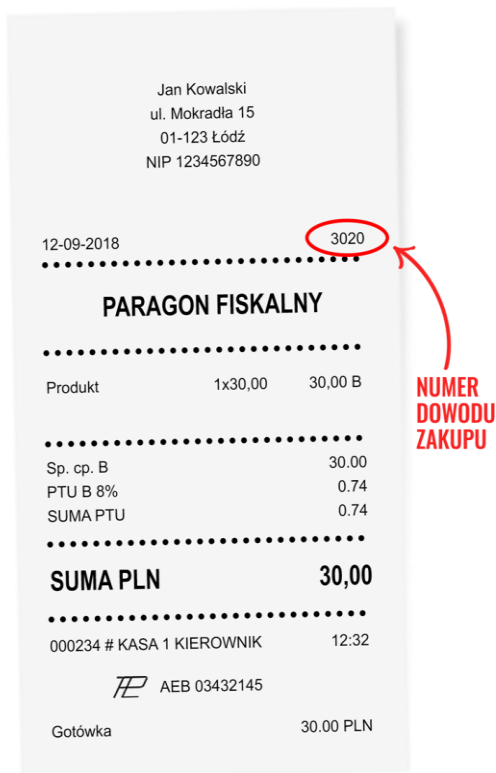 Jan Kowalski
ul. Mokradła 15
01-123 Łódź
NIP 1234567890
12-09-2018 3020
PARAGON FISKALNY
Produkt 1x30,00 30,00 B
NUMER
DOWODU
ZAKUPU
Sp. cp. B 30.00
PTU B 8% 0.74
SUMA PTU 0.74
SUMA PLN 30,00
000234 # KASA 1 KIEROWNIK 12:32
AEB 03432145
Gotówka 30.00 PLN